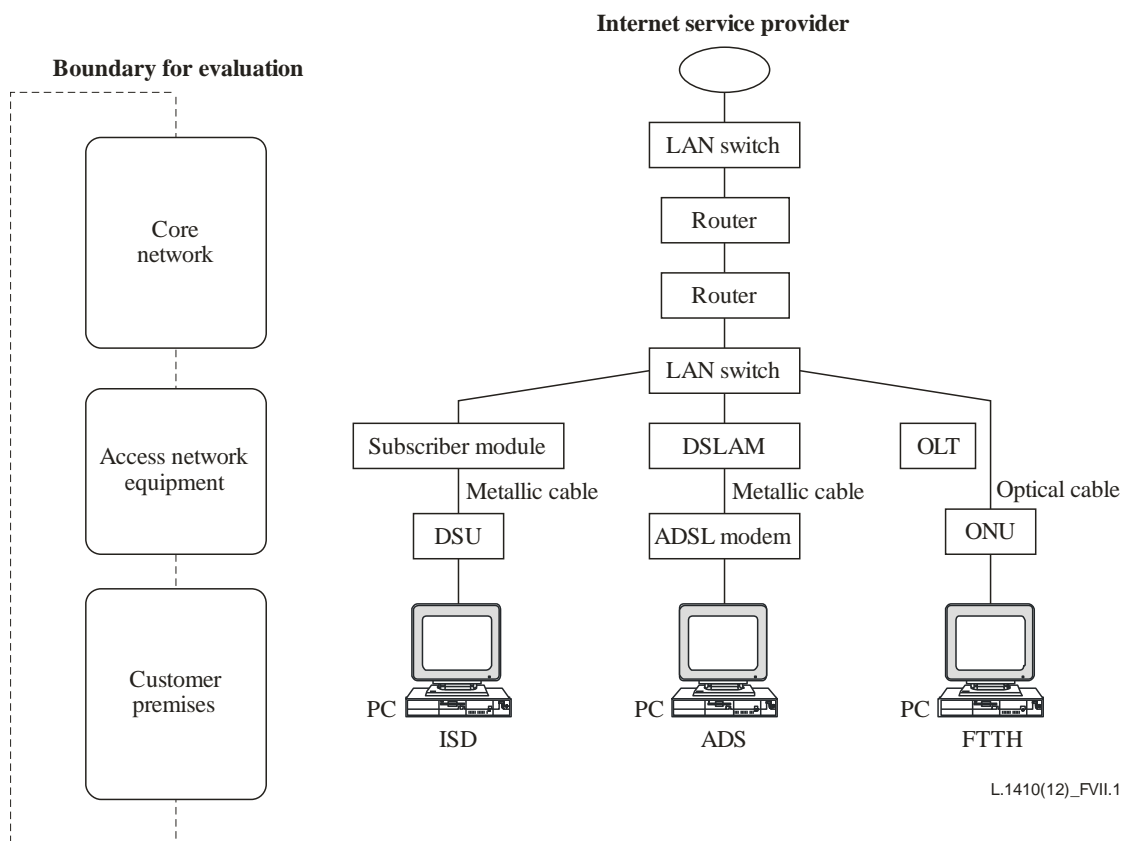 Internet service provider
Boundary for evaluation
LAN switch
Core
network
Router
Router
LAN switch
Access network
equipment
Subscriber module
DSLAM
OLT
Metallic cable
Metallic cable
Optical cable
DSU
ADSL modem
ONU
Customer
premises
PC
PC
PC
ISD
ADS
FTTH
L.1410(12)_FVII.1